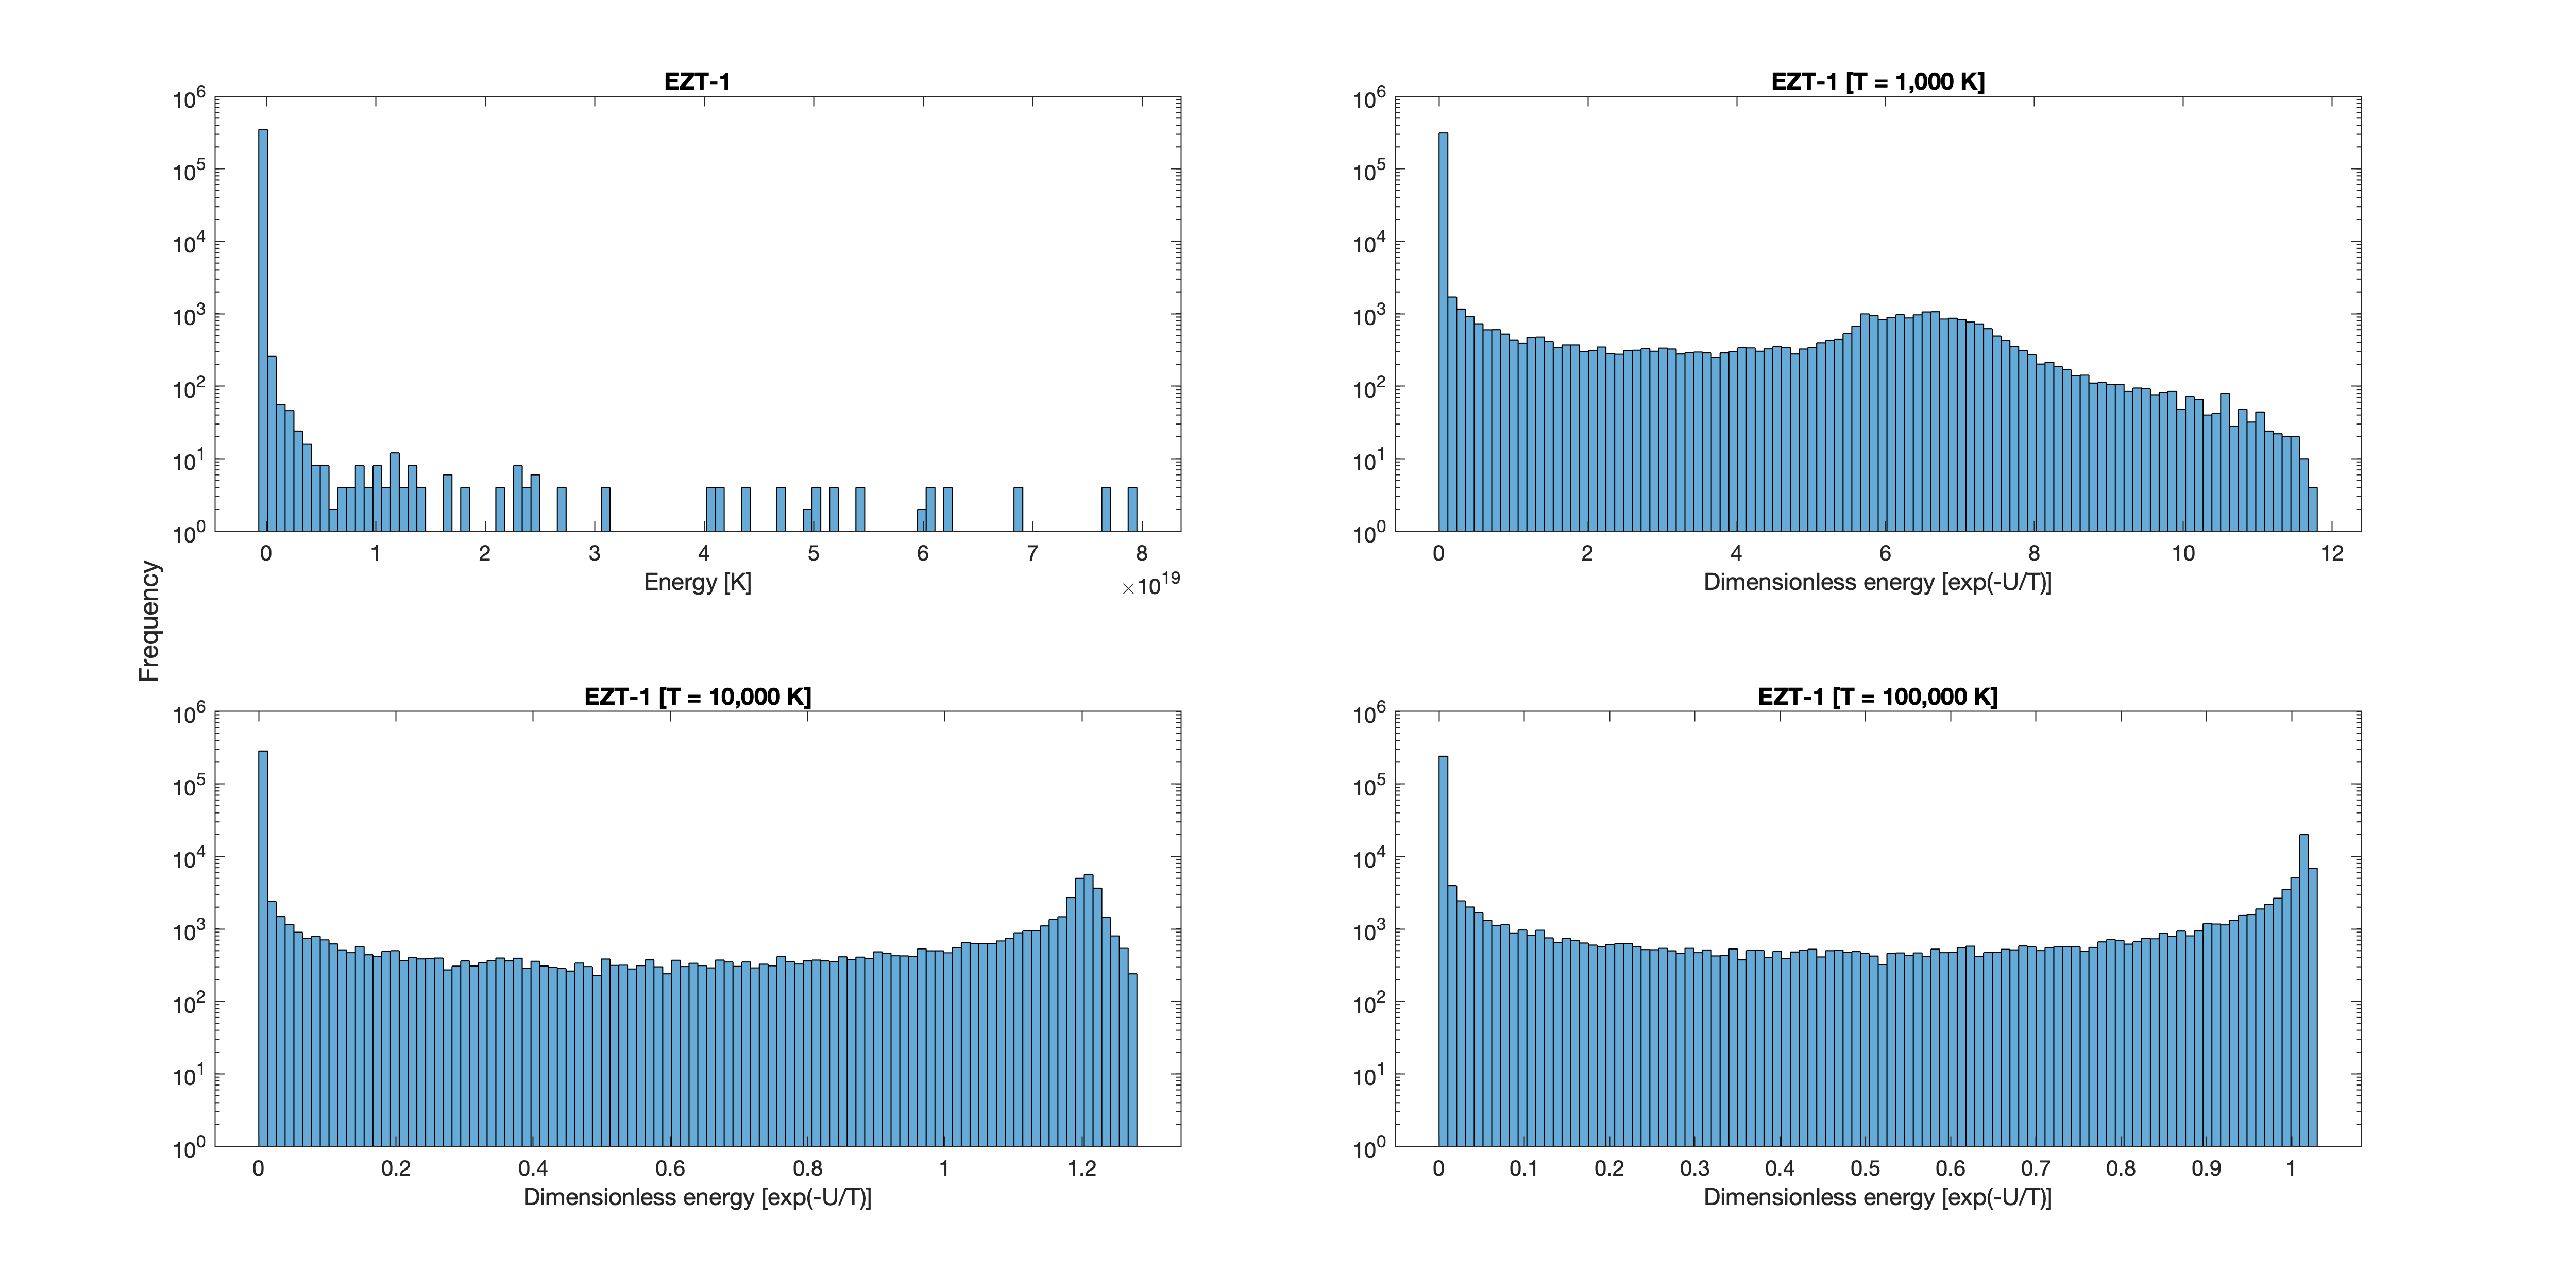 EZT-1
10^6
10^5
10^4
10^3
10^2
10^1
10^0
0 1 2 3 4 5 6 7 8
Energy [K]
×10^19
EZT-1 [T = 1,000 K]
10^6
10^5
10^4
10^3
10^2
10^1
10^0
0 2 4 6 8 10 12
Dimensionless energy [exp(-U/T)]
Frequency
EZT-1 [T = 10,000 K]
10^6
10^5
10^4
10^3
10^2
10^1
10^0
0 0.2 0.4 0.6 0.8 1 1.2
Dimensionless energy [exp(-U/T)]
EZT-1 [T = 100,000 K]
10^6
10^5
10^4
10^3
10^2
10^1
10^0
0 0.1 0.2 0.3 0.4 0.5 0.6 0.7 0.8 0.9 1
Dimensionless energy [exp(-U/T)]